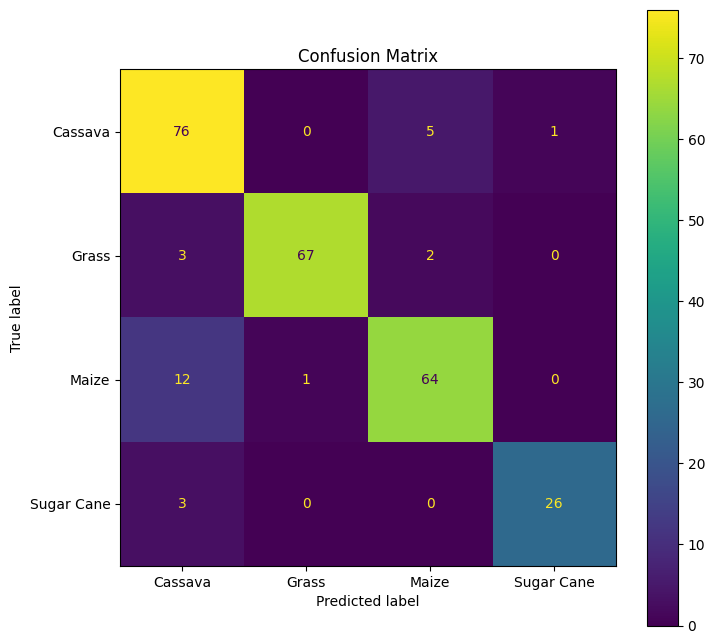 Confusion Matrix
True label
Cassava 76 0 5 1
Grass 3 67 2 0
Maize 12 1 64 0
Sugar Cane 3 0 0 26
Cassava Grass Maize Sugar Cane
Predicted label
70
60
50
40
30
20
10
0